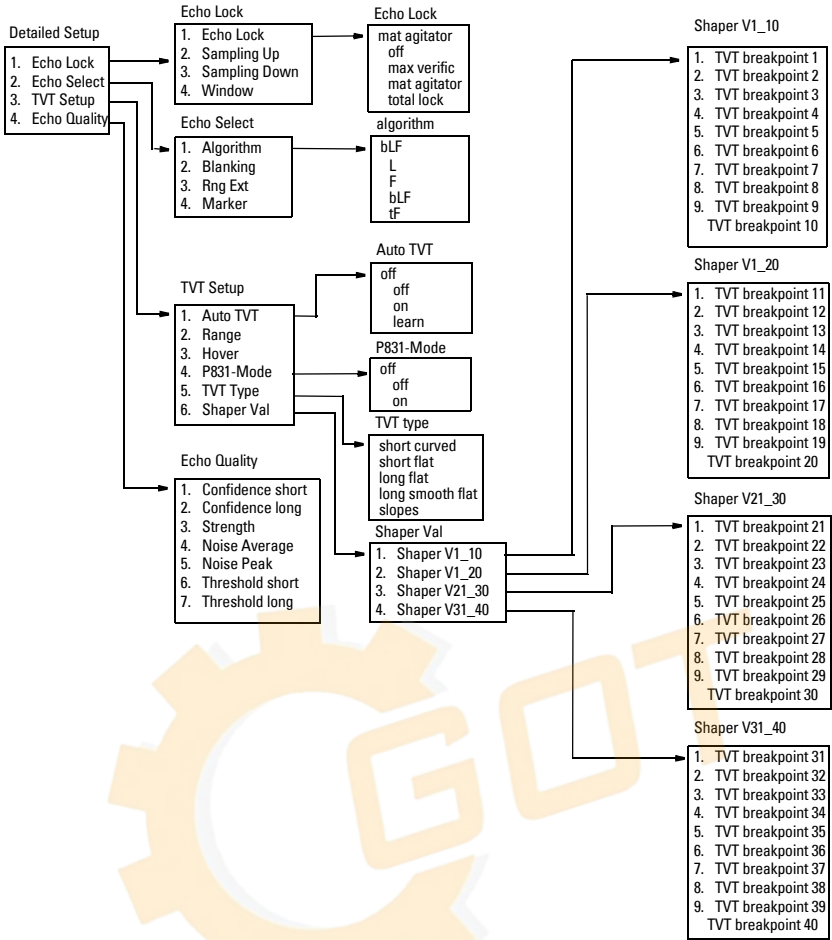 Detailed Setup
1. Echo Lock
2. Echo Select
3. TVT Setup
4. Echo Quality
Echo Lock
1. Echo Lock
2. Sampling Up
3. Sampling Down
4. Window
Echo Lock
mat agitator
off
max verific
mat agitator
total lock
Echo Select
1. Algorithm
2. Blanking
3. Rng Ext
4. Marker
algorithm
bLF
L
F
bLF
tF
TVT Setup
1. Auto TVT
2. Range
3. Hover
4. P831-Mode
5. TVT Type
6. Shaper Val
Auto TVT
off
off
on
learn
P831-Mode
off
off
on
TVT type
short curved
short flat
long flat
long smooth flat
slopes
Echo Quality
1. Confidence short
2. Confidence long
3. Strength
4. Noise Average
5. Noise Peak
6. Threshold short
7. Threshold long
Shaper Val
1. Shaper V1_10
2. Shaper V1_20
3. Shaper V21_30
4. Shaper V31_40
Shaper V1_10
1. TVT breakpoint 1
2. TVT breakpoint 2
3. TVT breakpoint 3
4. TVT breakpoint 4
5. TVT breakpoint 5
6. TVT breakpoint 6
7. TVT breakpoint 7
8. TVT breakpoint 8
9. TVT breakpoint 9
TVT breakpoint 10
Shaper V1_20
1. TVT breakpoint 11
2. TVT breakpoint 12
3. TVT breakpoint 13
4. TVT breakpoint 14
5. TVT breakpoint 15
6. TVT breakpoint 16
7. TVT breakpoint 17
8. TVT breakpoint 18
9. TVT breakpoint 19
TVT breakpoint 20
Shaper V21_30
1. TVT breakpoint 21
2. TVT breakpoint 22
3. TVT breakpoint 23
4. TVT breakpoint 24
5. TVT breakpoint 25
6. TVT breakpoint 26
7. TVT breakpoint 27
8. TVT breakpoint 28
9. TVT breakpoint 29
TVT breakpoint 30
Shaper V31_40
1. TVT breakpoint 31
2. TVT breakpoint 32
3. TVT breakpoint 33
4. TVT breakpoint 34
5. TVT breakpoint 35
6. TVT breakpoint 36
7. TVT breakpoint 37
8. TVT breakpoint 38
9. TVT breakpoint 39
TVT breakpoint 40
GOT